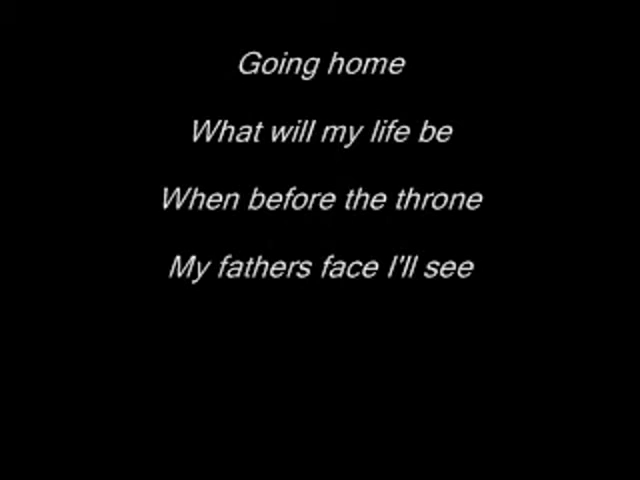 Going home
What will my life be
When before the throne
My fathers face I'll see